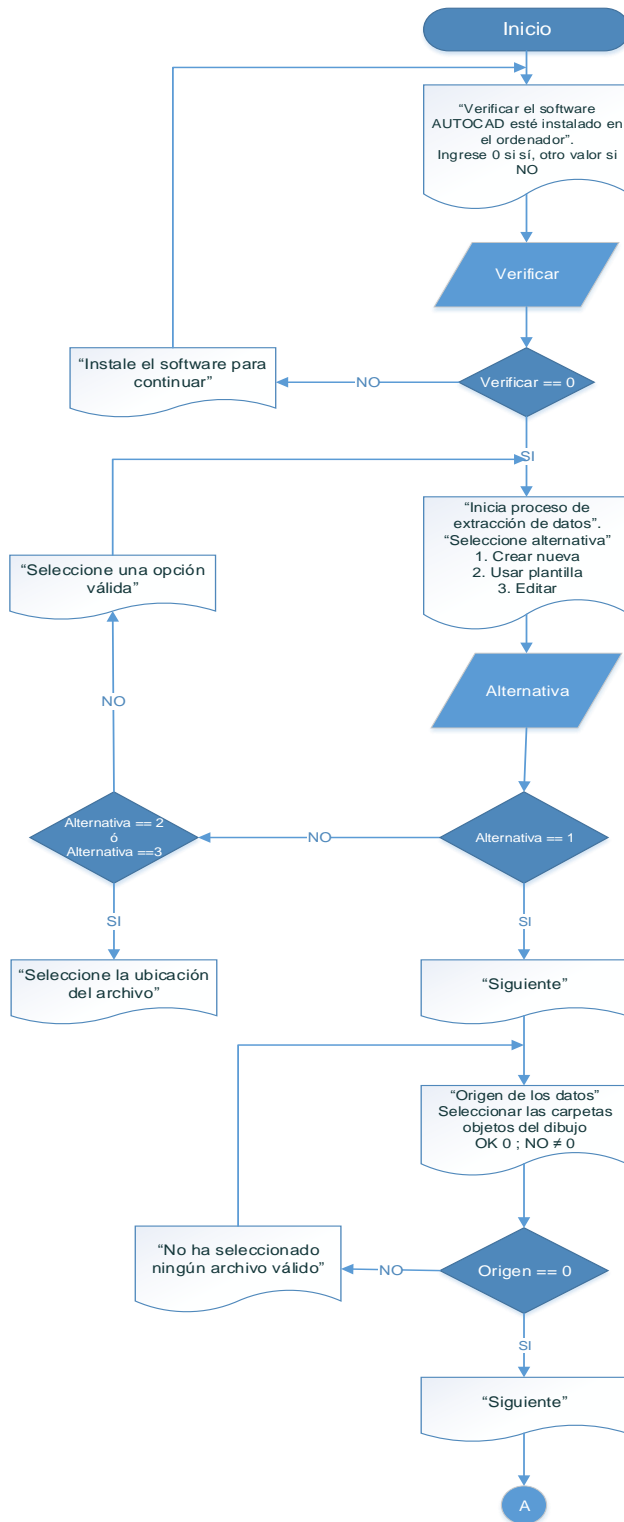 Inicio
“Verificar el software
AUTOCAD esté instalado en
el ordenador”.
Ingrese 0 si sí, otro valor si
NO
Verificar
“Instale el software para
continuar”
NO
Verificar == 0
SI
“Inicia proceso de
extracción de datos”.
“Seleccione alternativa”
1. Crear nueva
2. Usar plantilla
3. Editar
“Seleccione una opción
válida”
Alternativa
NO
Alternativa == 2
ó
Alternativa ==3
NO
Alternativa == 1
SI
SI
“Seleccione la ubicación
del archivo”
“Siguiente”
“Origen de los datos”
Seleccionar las carpetas
objetos del dibujo
OK 0 ; NO ≠ 0
“No ha seleccionado
ningún archivo válido”
NO
Origen == 0
SI
“Siguiente”
A